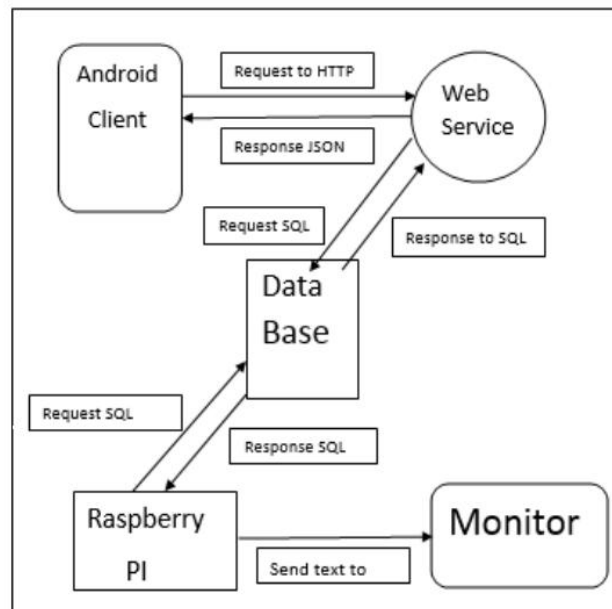 Android
Client
Request to HTTP
Response JSON
Web
Service
Request SQL
Response to SQL
Data
Base
Request SQL
Response SQL
Raspberry
PI
Send text to
Monitor